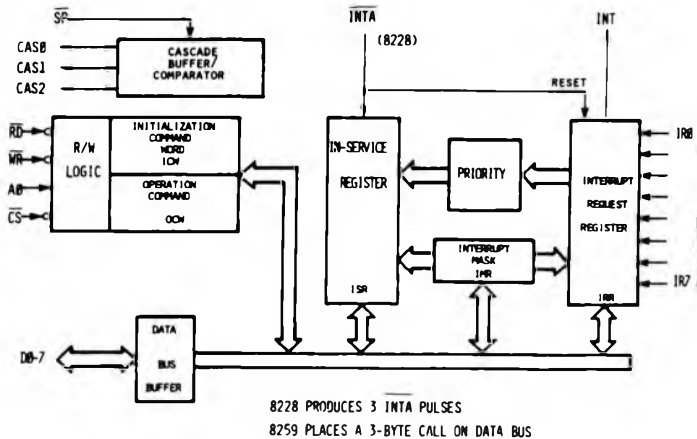 SP
INTA
INT
(8228)
CAS0
CAS1
CAS2
CASCADE
BUFFER/
COMPARATOR
RESET
RD
WR
A0
CS
R/W
LOGIC
INITIALIZATION
COMMAND
WORD
ICW
OPERATION
COMMAND
OCW
IN-SERVICE
REGISTER
ISR
PRIORITY
INTERRUPT
MASK
IMR
INTERRUPT
REQUEST
REGISTER
IRR
IR0
IR7
D0-7
DATA
BUS
BUFFER
8228 PRODUCES 3 INTA PULSES
8259 PLACES A 3-BYTE CALL ON DATA BUS